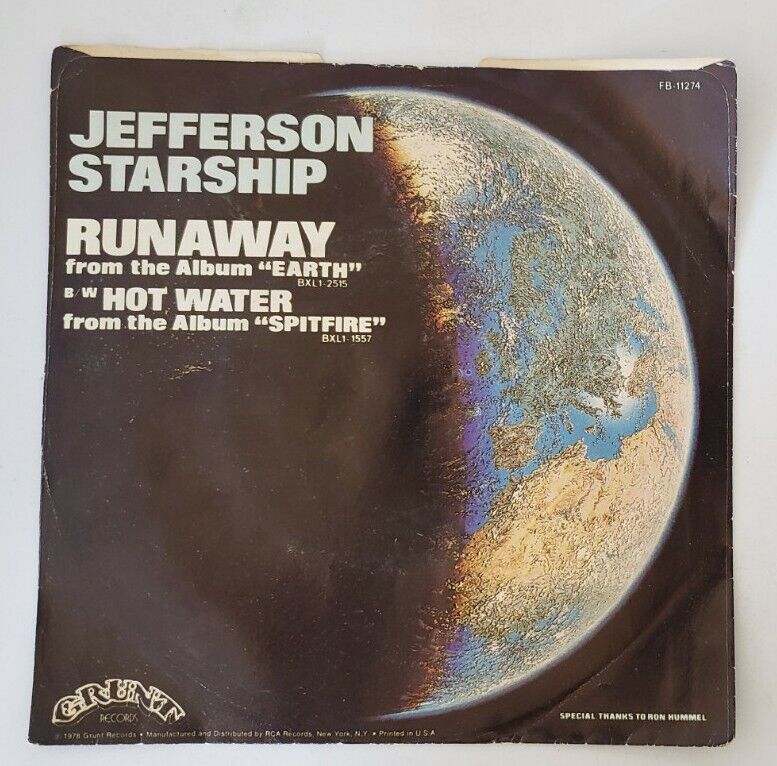 FB-11274
JEFFERSON
STARSHIP
RUNAWAY
from the Album “EARTH”
BXL1-2515
B/W HOT WATER
from the Album “SPITFIRE”
BXL1-1557
GRUNT
RECORDS
SPECIAL THANKS TO RON HUMMEL
℗ 1978 Grunt Records • Manufactured and Distributed by RCA Records, New York, N.Y. • Printed in U.S.A.